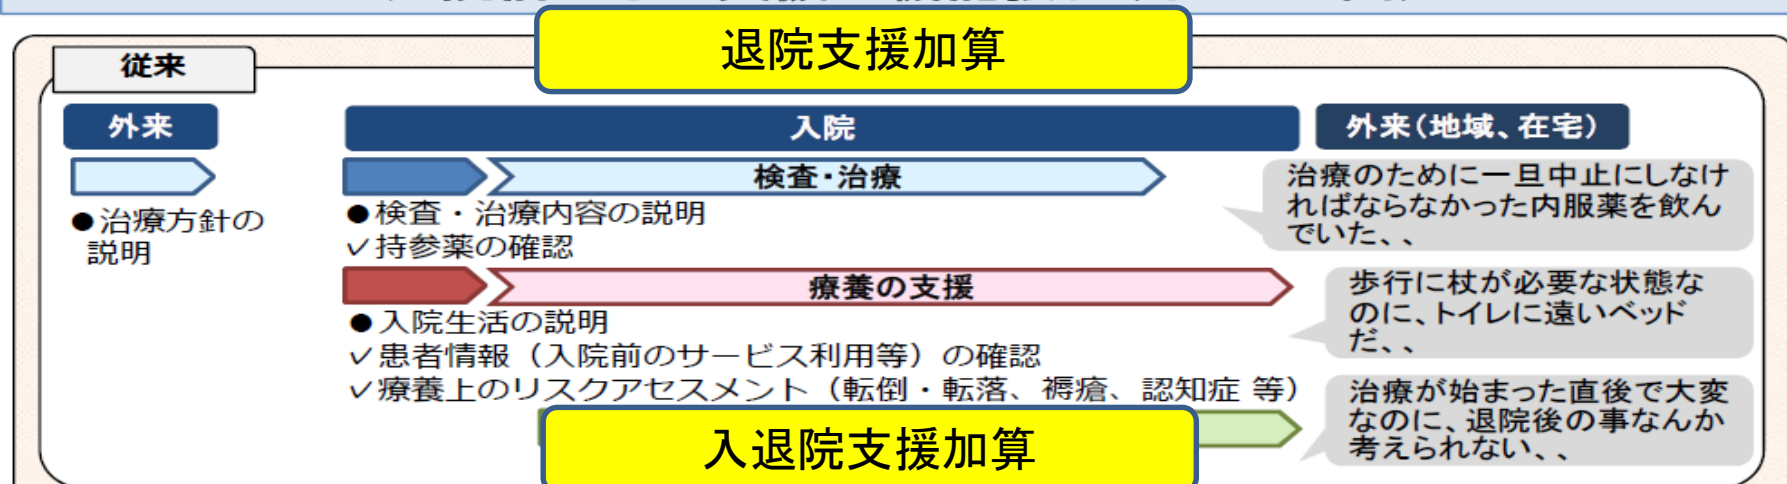 退院支援加算
従来
外来
入院
外来(地域、在宅)
検査・治療
●治療方針の
説明
●検査・治療内容の説明
✓持参薬の確認
治療のために一旦中止にしなけ
ればならなかった内服薬を飲ん
でいた、、
療養の支援
●入院生活の説明
✓患者情報(入院前のサービス利用等)の確認
✓療養上のリスクアセスメント(転倒・転落、褥瘡、認知症 等)
歩行に杖が必要な状態な
のに、トイレに遠いベッド
だ、、
治療が始まった直後で大変
なのに、退院後の事なんか
考えられない、、
入退院支援加算